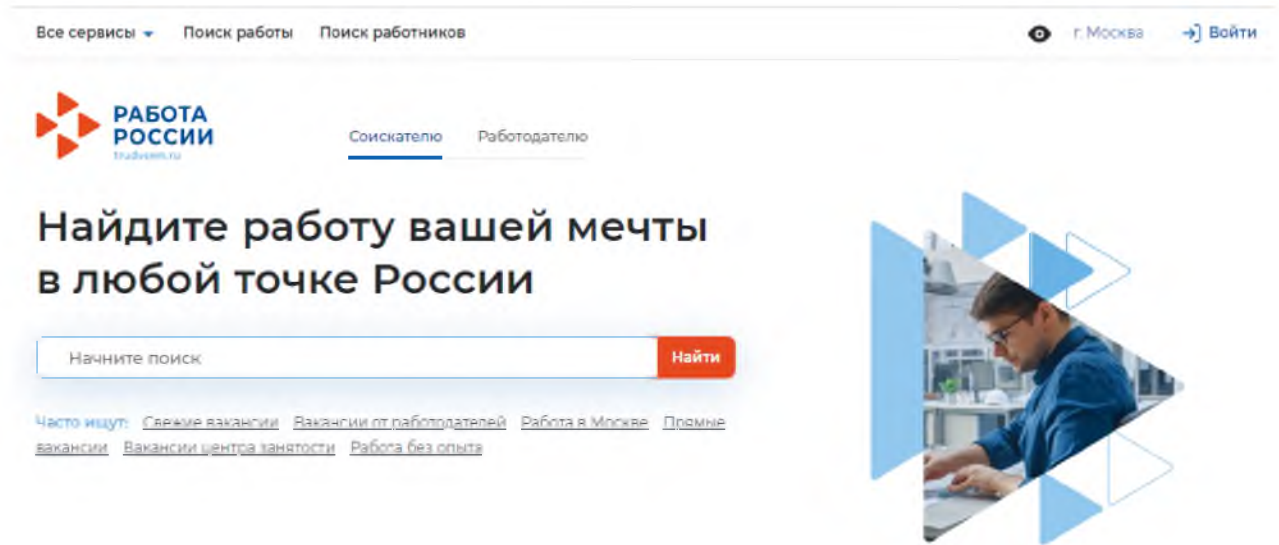 Все сервисы Поиск работы Поиск работников г. Москва Войти
РАБОТА
РОССИИ
trudvsem.ru
Соискателю Работодателю
Найдите работу вашей мечты
в любой точке России
Начните поиск Найти
Часто ищут: Свежие вакансии Вакансии от работодателей Работа в Москве Прямые
вакансии Вакансии центра занятости Работа без опыта